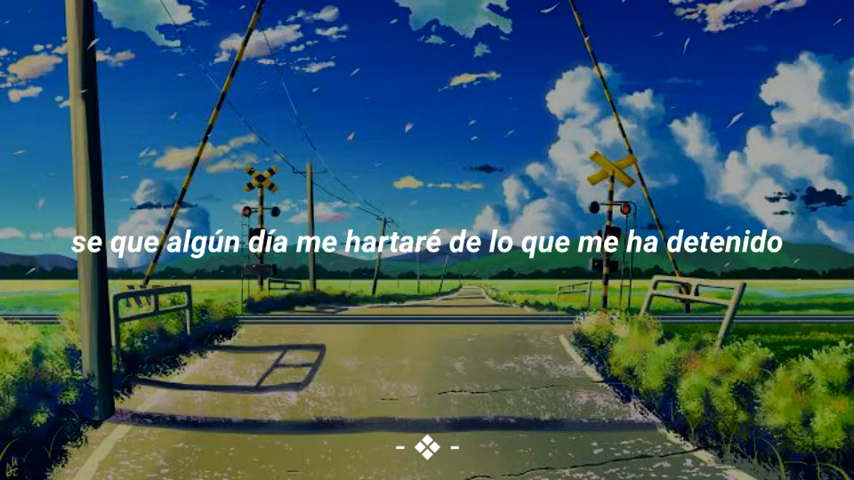 se que algún día me hartaré de lo que me ha detenido
- ❖ -